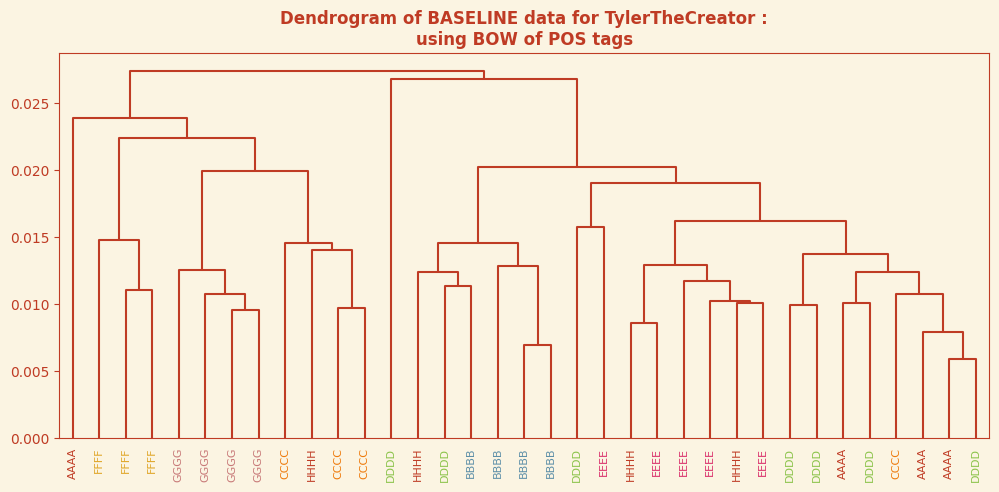 Dendrogram of BASELINE data for TylerTheCreator :
using BOW of POS tags
0.025
0.020
0.015
0.010
0.005
0.000
AAAA
FFFF
FFFF
FFFF
GGGG
GGGG
GGGG
GGGG
CCCC
HHHH
CCCC
CCCC
DDDD
HHHH
DDDD
BBBB
BBBB
BBBB
BBBB
DDDD
EEEE
HHHH
EEEE
EEEE
EEEE
HHHH
EEEE
DDDD
DDDD
AAAA
DDDD
CCCC
AAAA
AAAA
DDDD